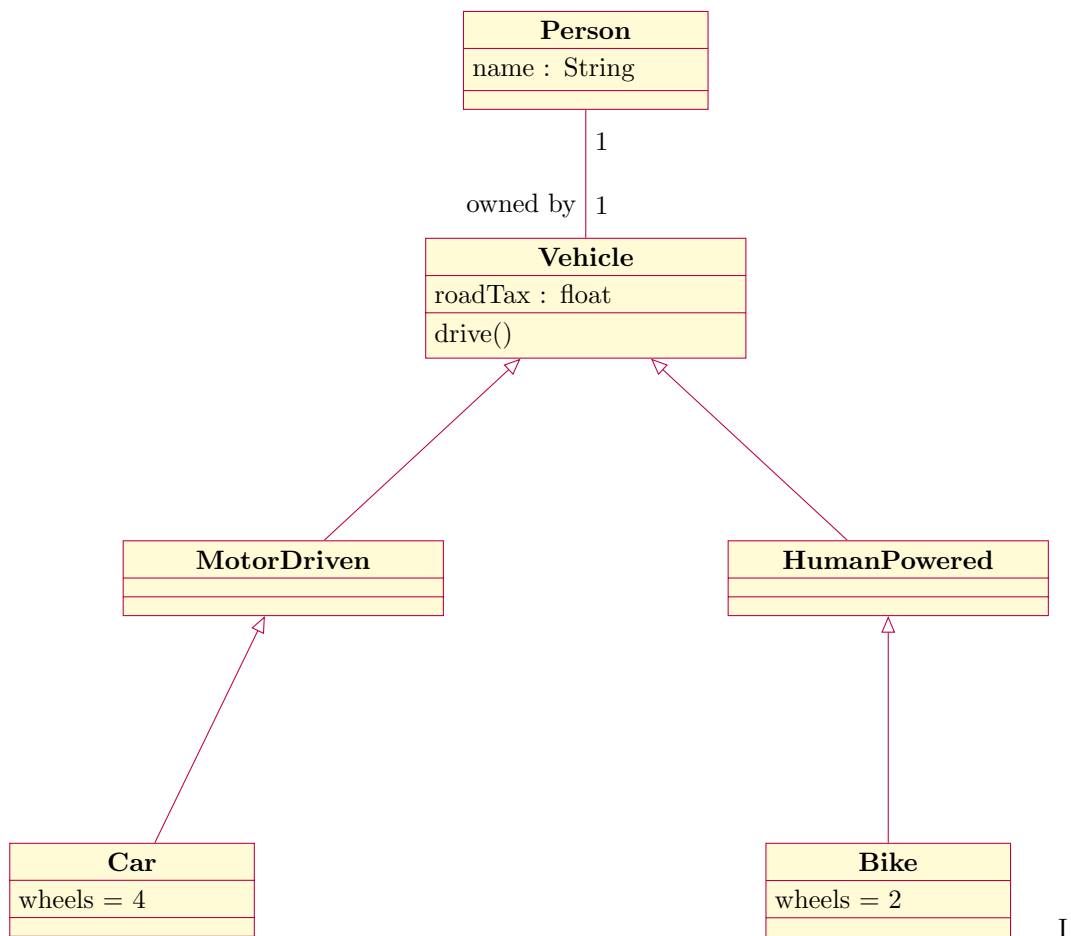 Person
name : String
1
owned by 1
Vehicle
roadTax : float
drive()
MotorDriven
HumanPowered
Car
wheels = 4
Bike
wheels = 2